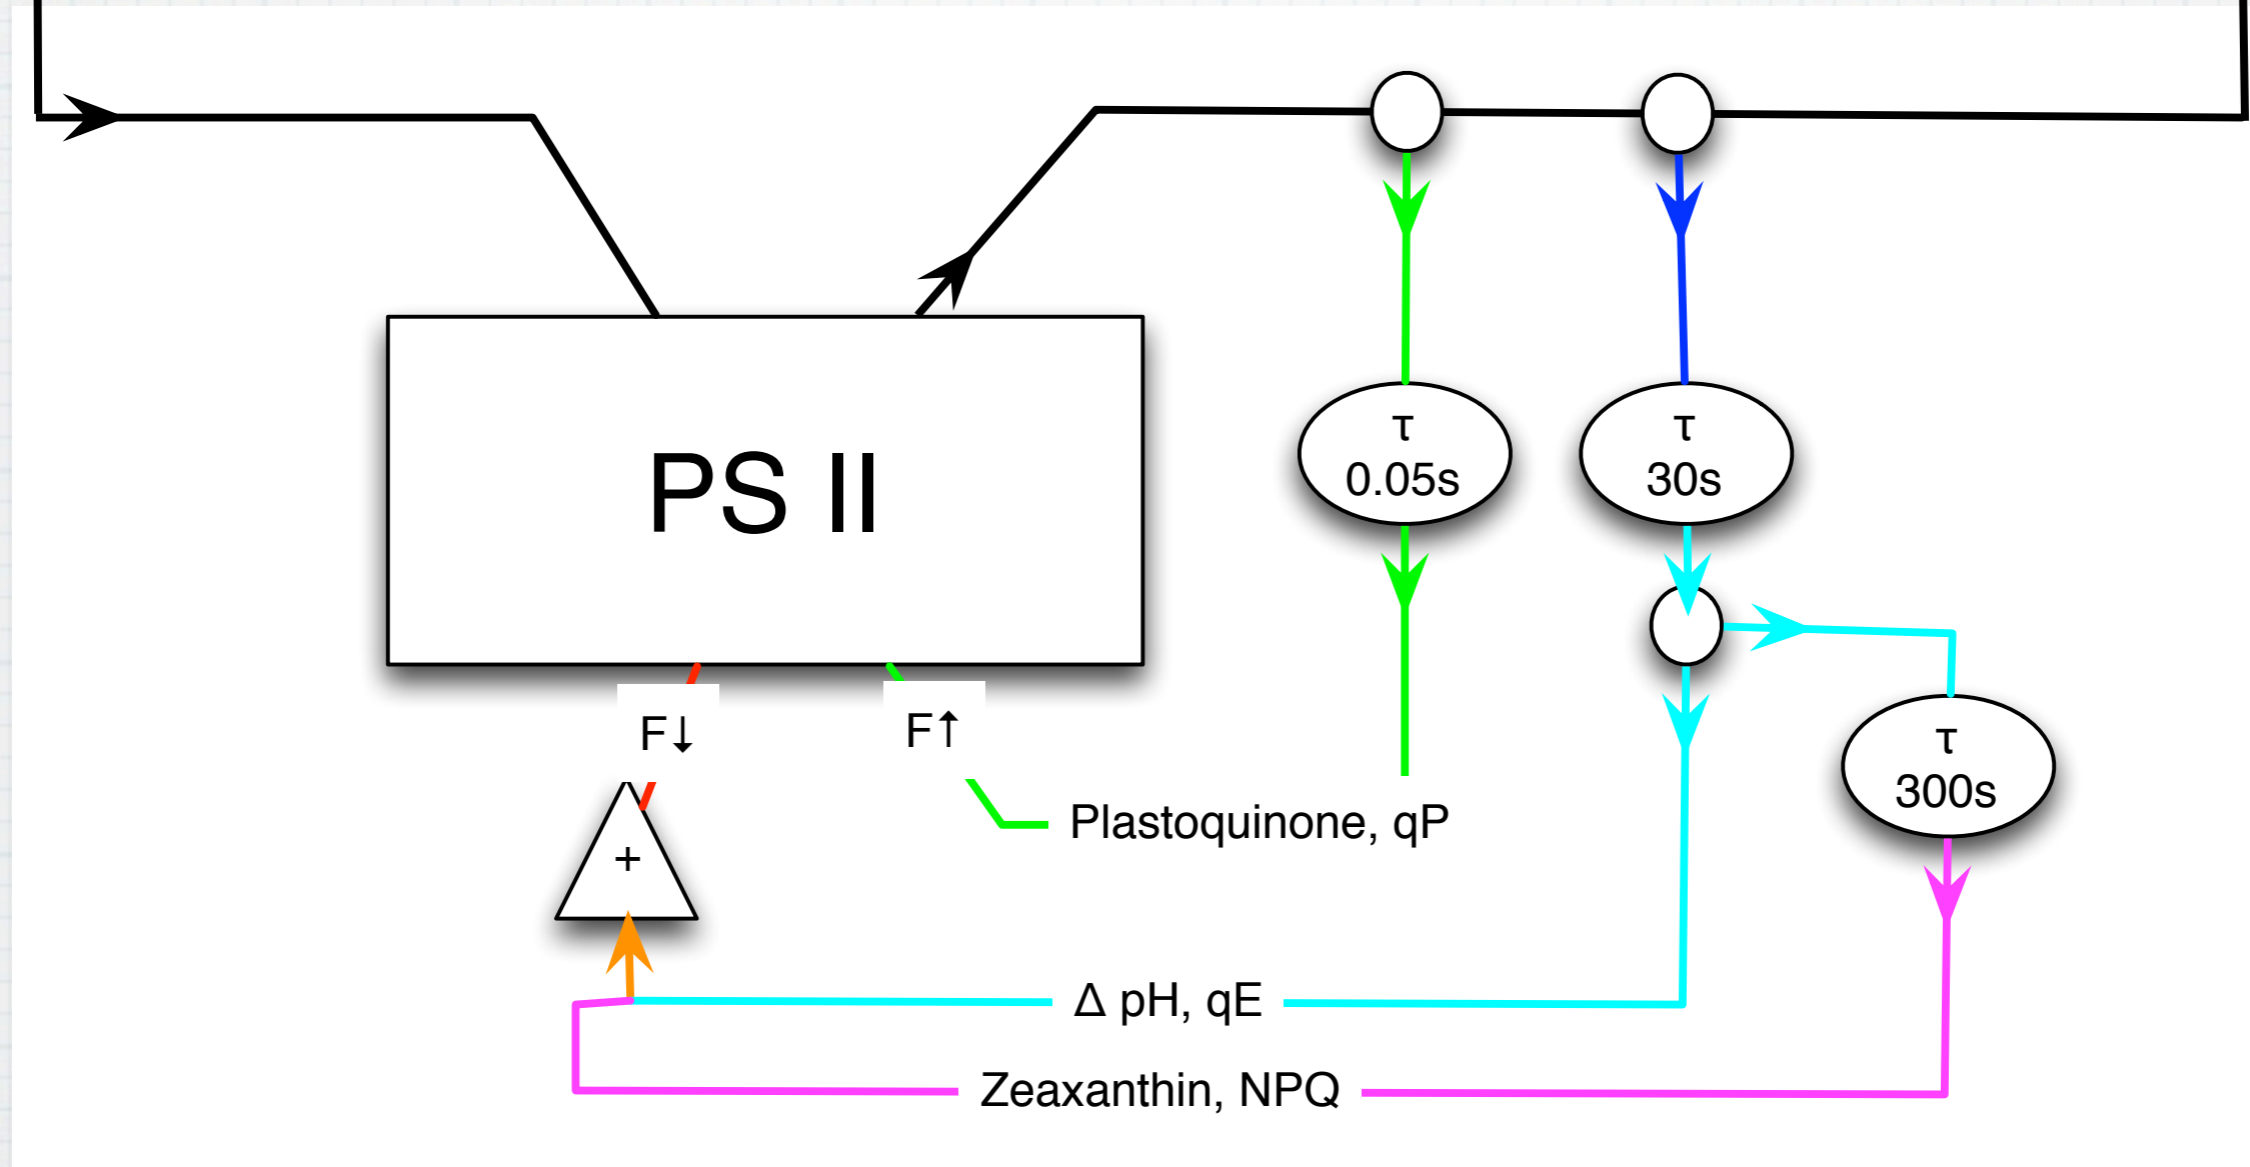 τ
0.05s
τ
30s
PS II
F↓
F↑
τ
300s
Plastoquinone, qP
+
Δ pH, qE
Zeaxanthin, NPQ